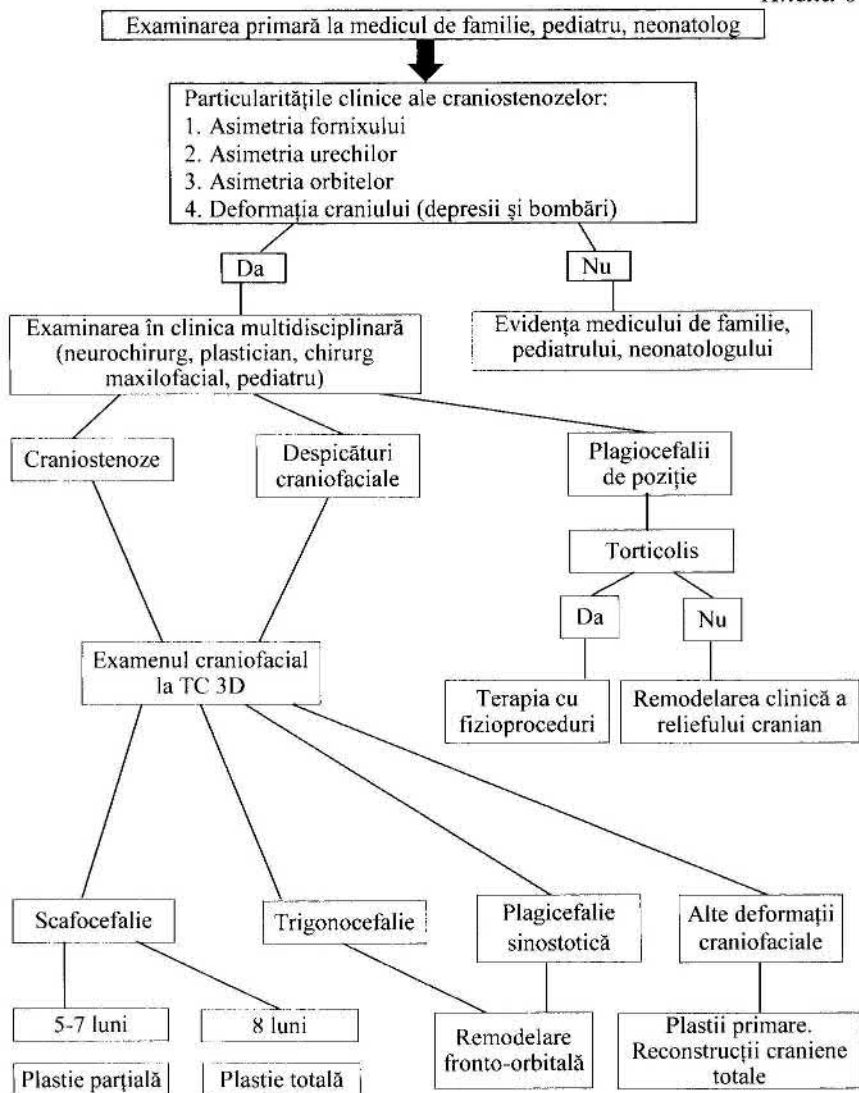 Examinarea primară la medicul de familie, pediatru, neonatolog
Particularitățile clinice ale craniostenozelor:
1. Asimetria fornixului
2. Asimetria urechilor
3. Asimetria orbitelor
4. Deformația craniului (depresii și bombări)
Da
Nu
Examinarea în clinica multidisciplinară
(neurochirurg, plastician, chirurg
maxilofacial, pediatru)
Evidența medicului de familie,
pediatrului, neonatologului
Craniostenoze
Despicături
craniofaciale
Plagiocefalii
de poziție
Torticolis
Da
Nu
Examenul craniofacial
la TC 3D
Terapia cu
fizioproceduri
Remodelarea clinică a
reliefului cranian
Scafocefalie
Trigonocefalie
Plagicefalie
sinostotică
Alte deformații
craniofaciale
5-7 luni
8 luni
Remodelare
fronto-orbitală
Plastii primare.
Reconstrucții craniene
totale
Plastie parțială
Plastie totală